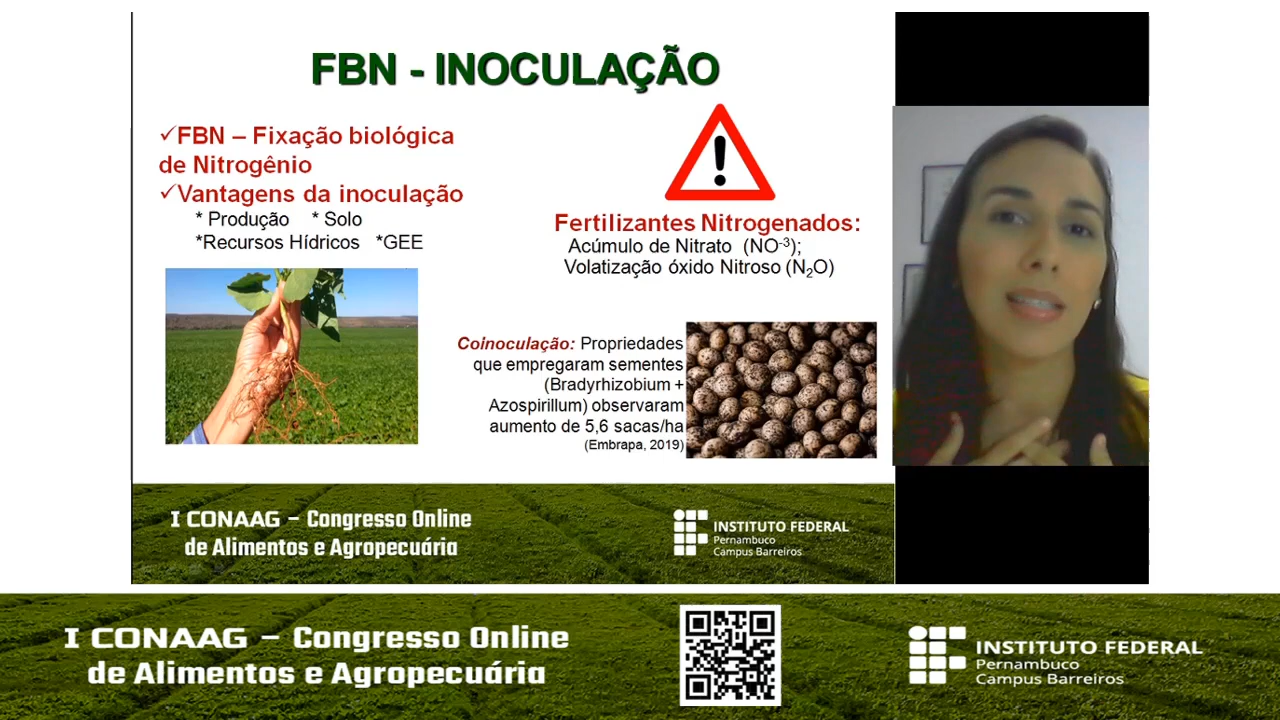 FBN - INOCULAÇÃO
✓FBN – Fixação biológica
de Nitrogênio
✓Vantagens da inoculação
* Produção * Solo
*Recursos Hídricos *GEE
Fertilizantes Nitrogenados:
Acúmulo de Nitrato (NO⁻³);
Volatização óxido Nitroso (N₂O)
Coinoculação: Propriedades
que empregaram sementes
(Bradyrhizobium +
Azospirillum) observaram
aumento de 5,6 sacas/ha
(Embrapa, 2019)
I CONAAG – Congresso Online
de Alimentos e Agropecuária
INSTITUTO FEDERAL
Pernambuco
Campus Barreiros
I CONAAG – Congresso Online
de Alimentos e Agropecuária
INSTITUTO FEDERAL
Pernambuco
Campus Barreiros